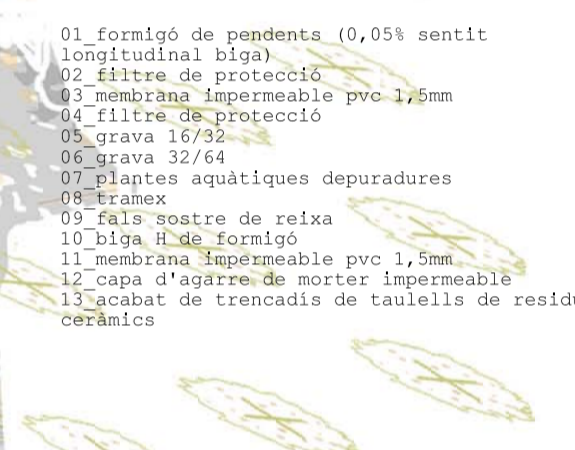 01_formigó de pendents (0,05% sentit
longitudinal biga)
02_filtre de protecció
03_membrana impermeable pvc 1,5mm
04_filtre de protecció
05_grava 16/32
06_grava 32/64
07_plantes aquàtiques depuradures
08_tramex
09_fals sostre de reixa
10_biga H de formigó
11_membrana impermeable pvc 1,5mm
12_capa d'agarre de morter impermeable
13_acabat de trencadís de taulells de
ceràmics